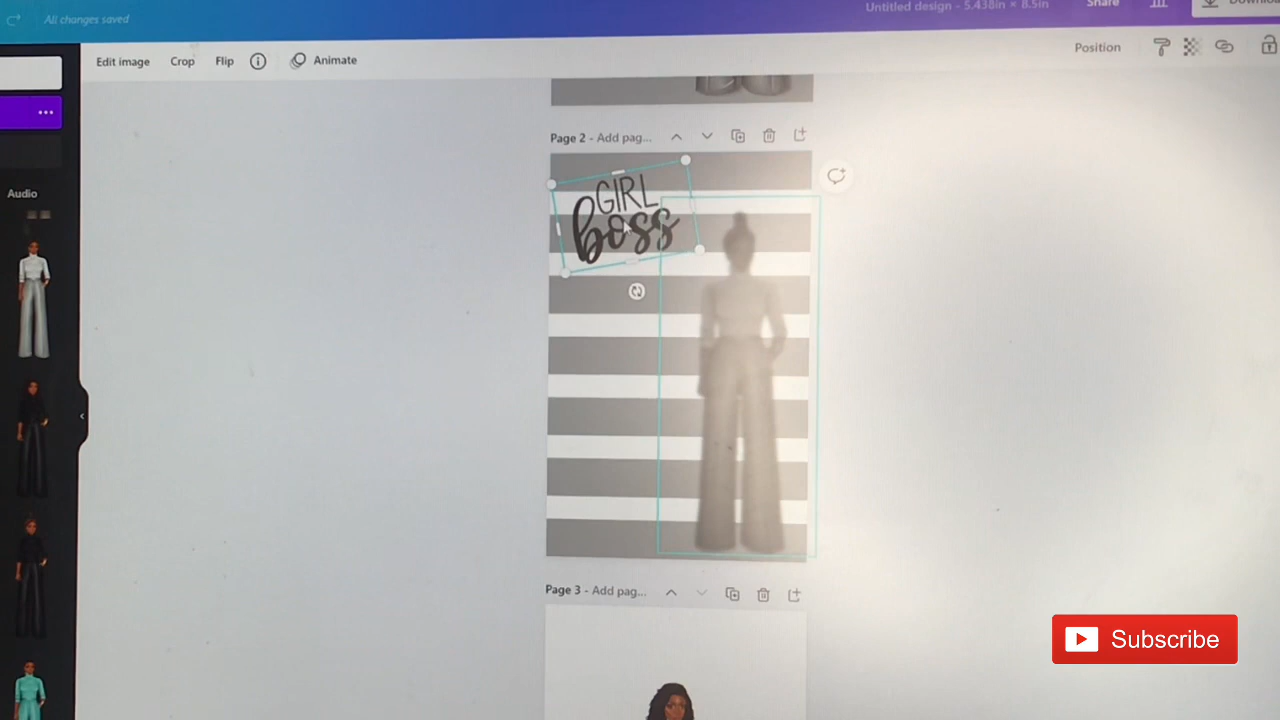 All changes saved
Untitled design - 5.438in × 8.5in
Share
Edit image
Crop
Flip
Animate
Position
Page 2 - Add pag...
GIRL
boss
Audio
Page 3 - Add pag...
Subscribe